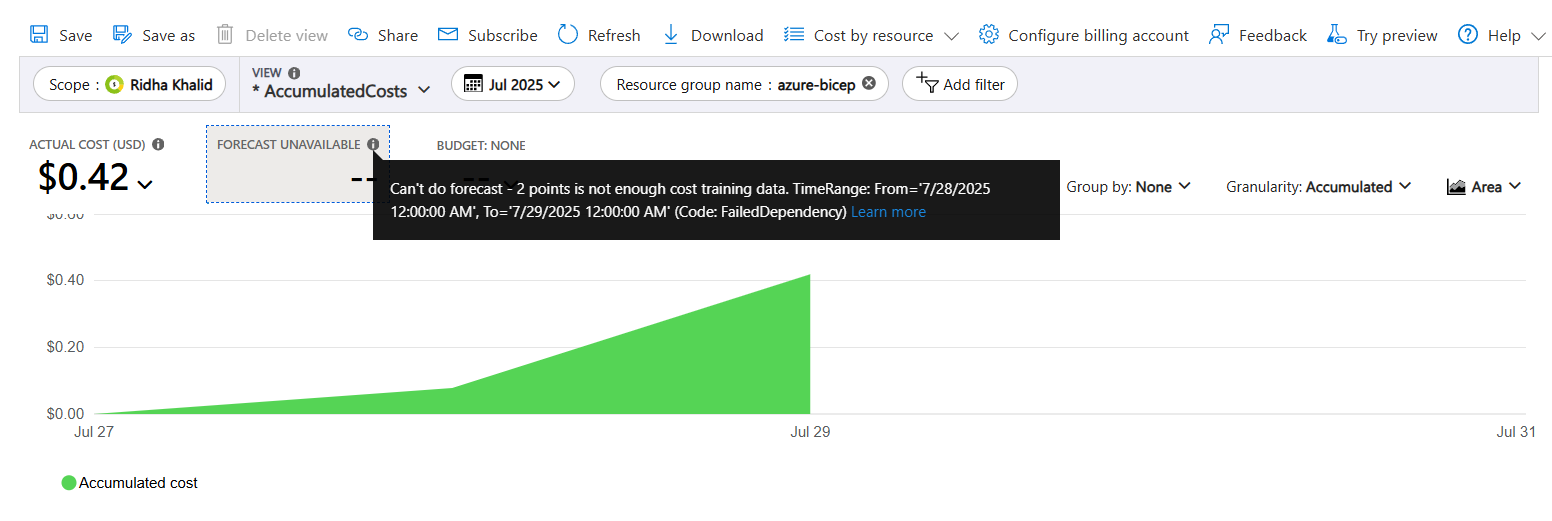 Save Save as Delete view Share Subscribe Refresh Download Cost by resource Configure billing account Feedback Try preview Help
Scope : Ridha Khalid
VIEW
* AccumulatedCosts
Jul 2025
Resource group name : azure-bicep
Add filter
ACTUAL COST (USD)
$0.42
FORECAST UNAVAILABLE
--
BUDGET: NONE
--
Can't do forecast - 2 points is not enough cost training data. TimeRange: From='7/28/2025
12:00:00 AM', To='7/29/2025 12:00:00 AM' (Code: FailedDependency) Learn more
Group by: None
Granularity: Accumulated
Area
$0.60
$0.40
$0.20
$0.00
Jul 27 Jul 29 Jul 31
Accumulated cost